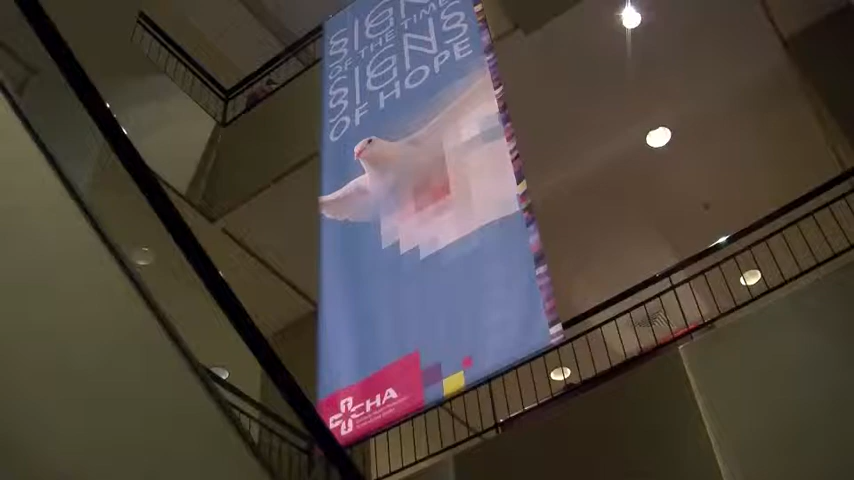 SIGNS
OF THE TIMES
SIGNS
OF HOPE
CHA